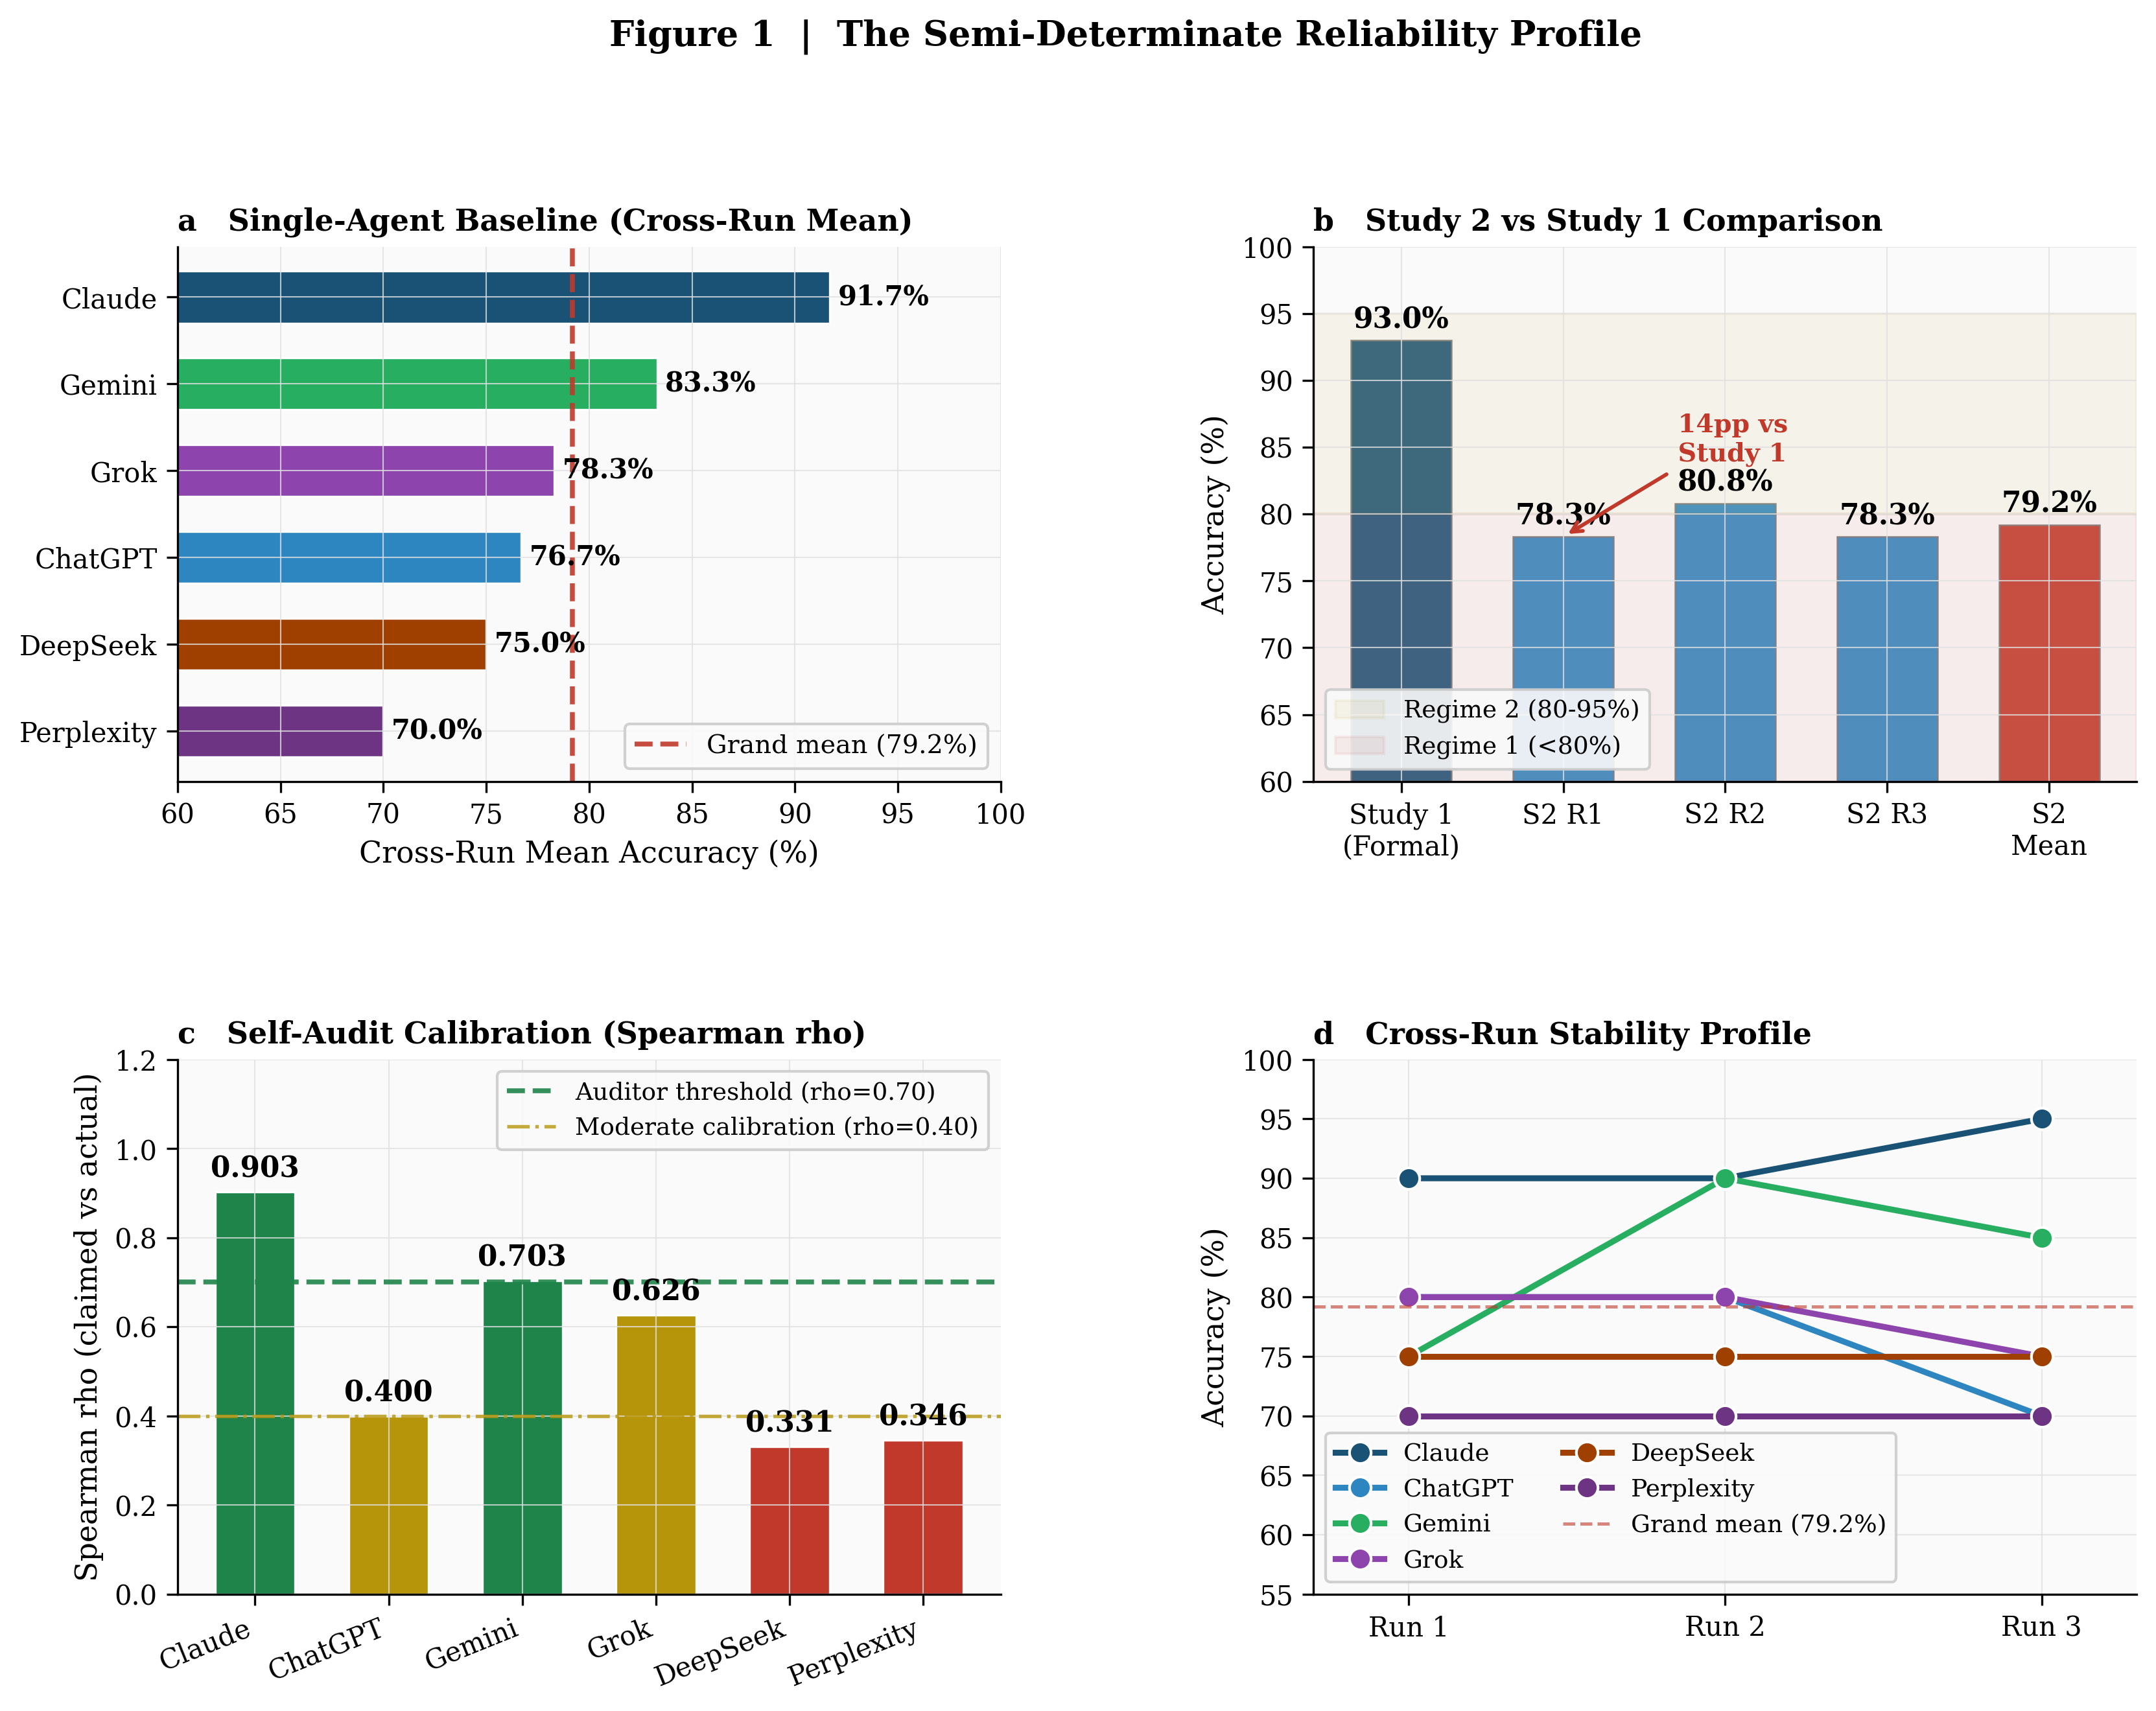 Figure 1 | The Semi-Determinate Reliability Profile
a Single-Agent Baseline (Cross-Run Mean)
Claude
91.7%
Gemini
83.3%
Grok
78.3%
ChatGPT
76.7%
DeepSeek
75.0%
Perplexity
70.0%
Grand mean (79.2%)
60 65 70 75 80 85 90 95 100
Cross-Run Mean Accuracy (%)
b Study 2 vs Study 1 Comparison
Accuracy (%)
100
95
90
85
80
75
70
65
60
93.0%
14pp vs
Study 1
78.3%
80.8%
78.3%
79.2%
Regime 2 (80-95%)
Regime 1 (<80%)
Study 1
(Formal)
S2 R1
S2 R2
S2 R3
S2
Mean
c Self-Audit Calibration (Spearman rho)
Spearman rho (claimed vs actual)
1.2
1.0
0.8
0.6
0.4
0.2
0.0
Auditor threshold (rho=0.70)
Moderate calibration (rho=0.40)
0.903
0.400
0.703
0.626
0.331
0.346
Claude
ChatGPT
Gemini
Grok
DeepSeek
Perplexity
d Cross-Run Stability Profile
Accuracy (%)
100
95
90
85
80
75
70
65
60
55
Claude
ChatGPT
Gemini
Grok
DeepSeek
Perplexity
Grand mean (79.2%)
Run 1
Run 2
Run 3